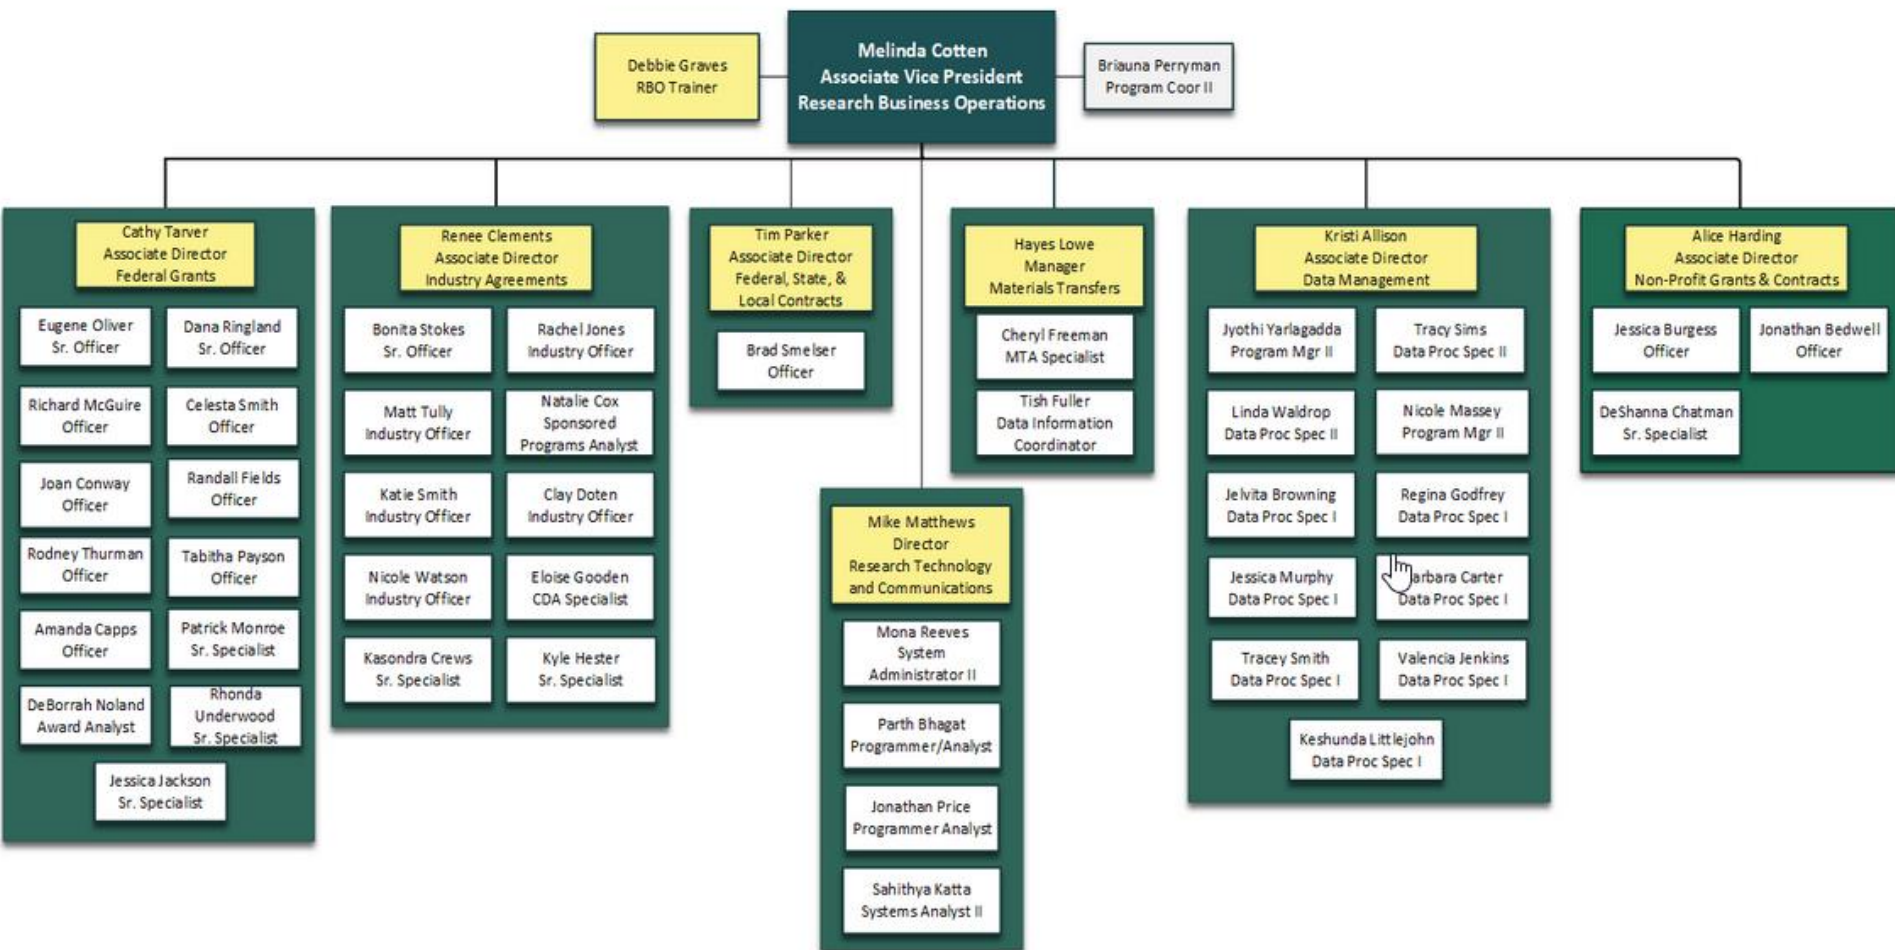 Debbie Graves
RBO Trainer
Melinda Cotten
Associate Vice President
Research Business Operations
Briauna Perryman
Program Coor II
Cathy Tarver
Associate Director
Federal Grants
Eugene Oliver
Sr. Officer
Dana Ringland
Sr. Officer
Richard McGuire
Officer
Celesta Smith
Officer
Joan Conway
Officer
Randall Fields
Officer
Rodney Thurman
Officer
Tabitha Payson
Officer
Amanda Capps
Officer
Patrick Monroe
Sr. Specialist
DeBorrah Noland
Award Analyst
Rhonda
Underwood
Sr. Specialist
Jessica Jackson
Sr. Specialist
Renee Clements
Associate Director
Industry Agreements
Bonita Stokes
Sr. Officer
Rachel Jones
Industry Officer
Matt Tully
Industry Officer
Natalie Cox
Sponsored
Programs Analyst
Katie Smith
Industry Officer
Clay Doten
Industry Officer
Nicole Watson
Industry Officer
Eloise Gooden
CDA Specialist
Kasondra Crews
Sr. Specialist
Kyle Hester
Sr. Specialist
Tim Parker
Associate Director
Federal, State, &
Local Contracts
Brad Smelser
Officer
Mike Matthews
Director
Research Technology
and Communications
Mona Reeves
System
Administrator II
Parth Bhagat
Programmer/Analyst
Jonathan Price
Programmer Analyst
Sahithya Katta
Systems Analyst II
Hayes Lowe
Manager
Materials Transfers
Cheryl Freeman
MTA Specialist
Tish Fuller
Data Information
Coordinator
Kristi Allison
Associate Director
Data Management
Jyothi Yarlagadda
Program Mgr II
Tracy Sims
Data Proc Spec II
Linda Waldrop
Data Proc Spec II
Nicole Massey
Program Mgr II
Jelvita Browning
Data Proc Spec I
Regina Godfrey
Data Proc Spec I
Jessica Murphy
Data Proc Spec I
Carter
Data Proc Spec I
Tracey Smith
Data Proc Spec I
Valencia Jenkins
Data Proc Spec I
Keshunda Littlejohn
Data Proc Spec I
Alice Harding
Associate Director
Non-Profit Grants & Contracts
Jessica Burgess
Officer
Jonathan Bedwell
Officer
DeShanna Chatman
Sr. Specialist